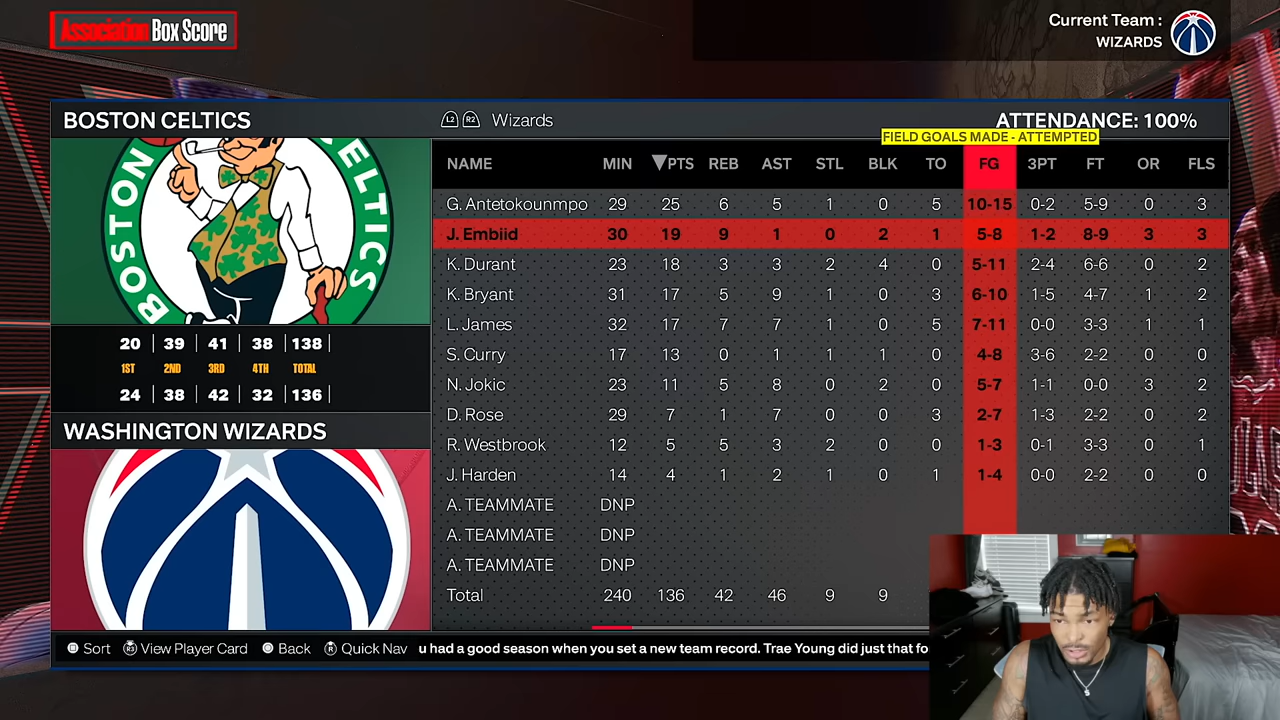 Association Box Score
Current Team :
WIZARDS
BOSTON CELTICS
L2 R2 Wizards
ATTENDANCE: 100%
FIELD GOALS MADE - ATTEMPTED
NAME MIN PTS REB AST STL BLK TO FG 3PT FT OR FLS
G. Antetokounmpo 29 25 6 5 1 0 5 10-15 0-2 5-9 0 3
J. Embiid 30 19 9 1 0 2 1 5-8 1-2 8-9 3 3
K. Durant 23 18 3 3 2 4 0 5-11 2-4 6-6 0 2
K. Bryant 31 17 5 9 1 0 3 6-10 1-5 4-7 1 2
L. James 32 17 7 7 1 0 5 7-11 0-0 3-3 1 1
S. Curry 17 13 0 1 1 1 0 4-8 3-6 2-2 0 0
N. Jokic 23 11 5 8 0 2 0 5-7 1-1 0-0 3 2
D. Rose 29 7 1 7 0 0 3 2-7 1-3 2-2 0 2
R. Westbrook 12 5 5 3 2 0 0 1-3 0-1 3-3 0 1
J. Harden 14 4 1 2 1 0 1 1-4 0-0 2-2 0 0
A. TEAMMATE DNP
A. TEAMMATE DNP
A. TEAMMATE DNP
Total 240 136 42 46 9 9
BOSTON CELTICS
20 39 41 38 138
1ST 2ND 3RD 4TH TOTAL
24 38 42 32 136
WASHINGTON WIZARDS
Sort View Player Card Back R Quick Nav u had a good season when you set a new team record. Trae Young did just that fo